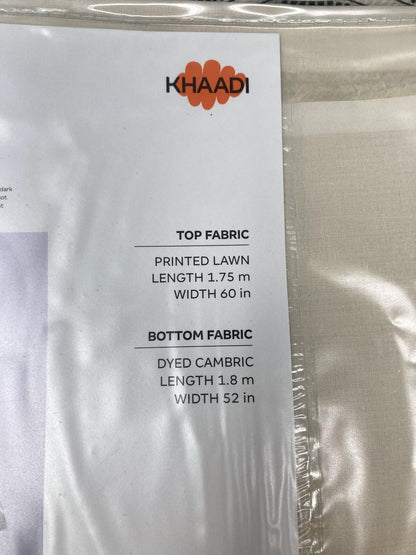 KHAADI
dark
TOP FABRIC
PRINTED LAWN
LENGTH 1.75 m
WIDTH 60 in
BOTTOM FABRIC
DYED CAMBRIC
LENGTH 1.8 m
WIDTH 52 in